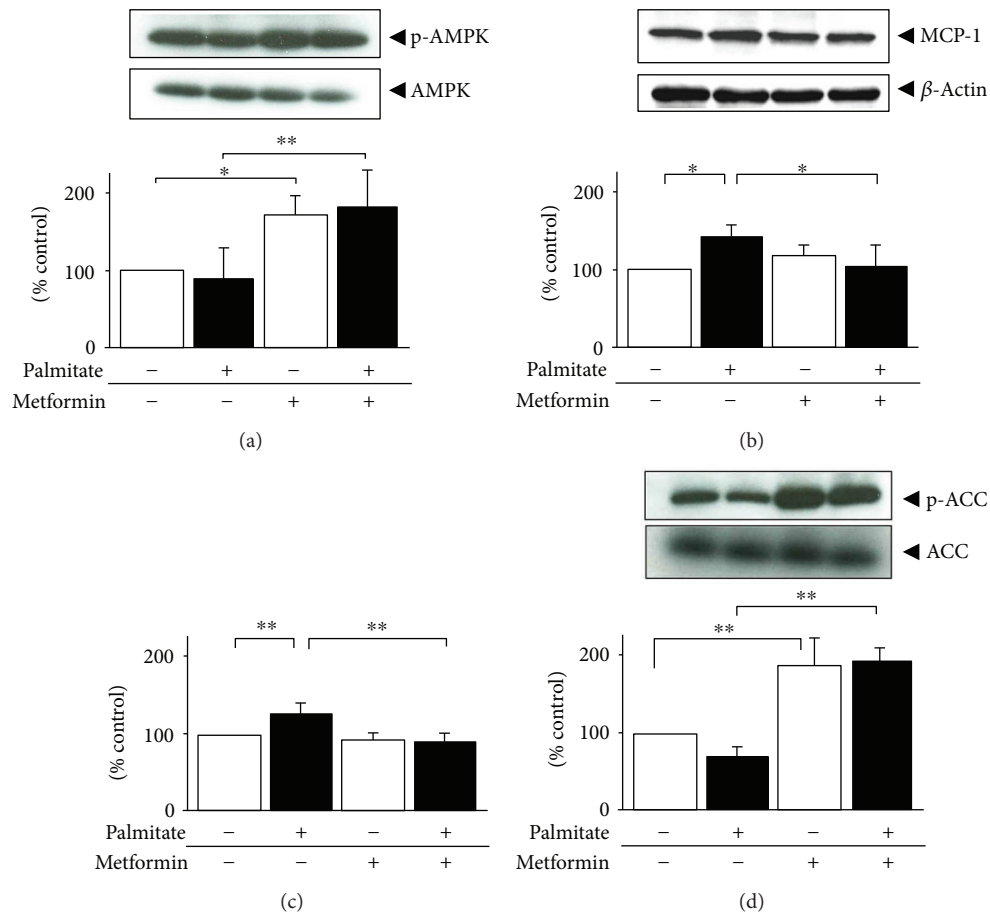 p-AMPK
AMPK
** 
*
200
100
0
(% control)
Palmitate − + − +
Metformin − − + +
(a)
MCP-1
β-Actin
* *
200
100
0
(% control)
Palmitate − + − +
Metformin − − + +
(b)
** **
200
100
0
(% control)
Palmitate − + − +
Metformin − − + +
(c)
p-ACC
ACC
**
**
200
100
0
(% control)
Palmitate − + − +
Metformin − − + +
(d)